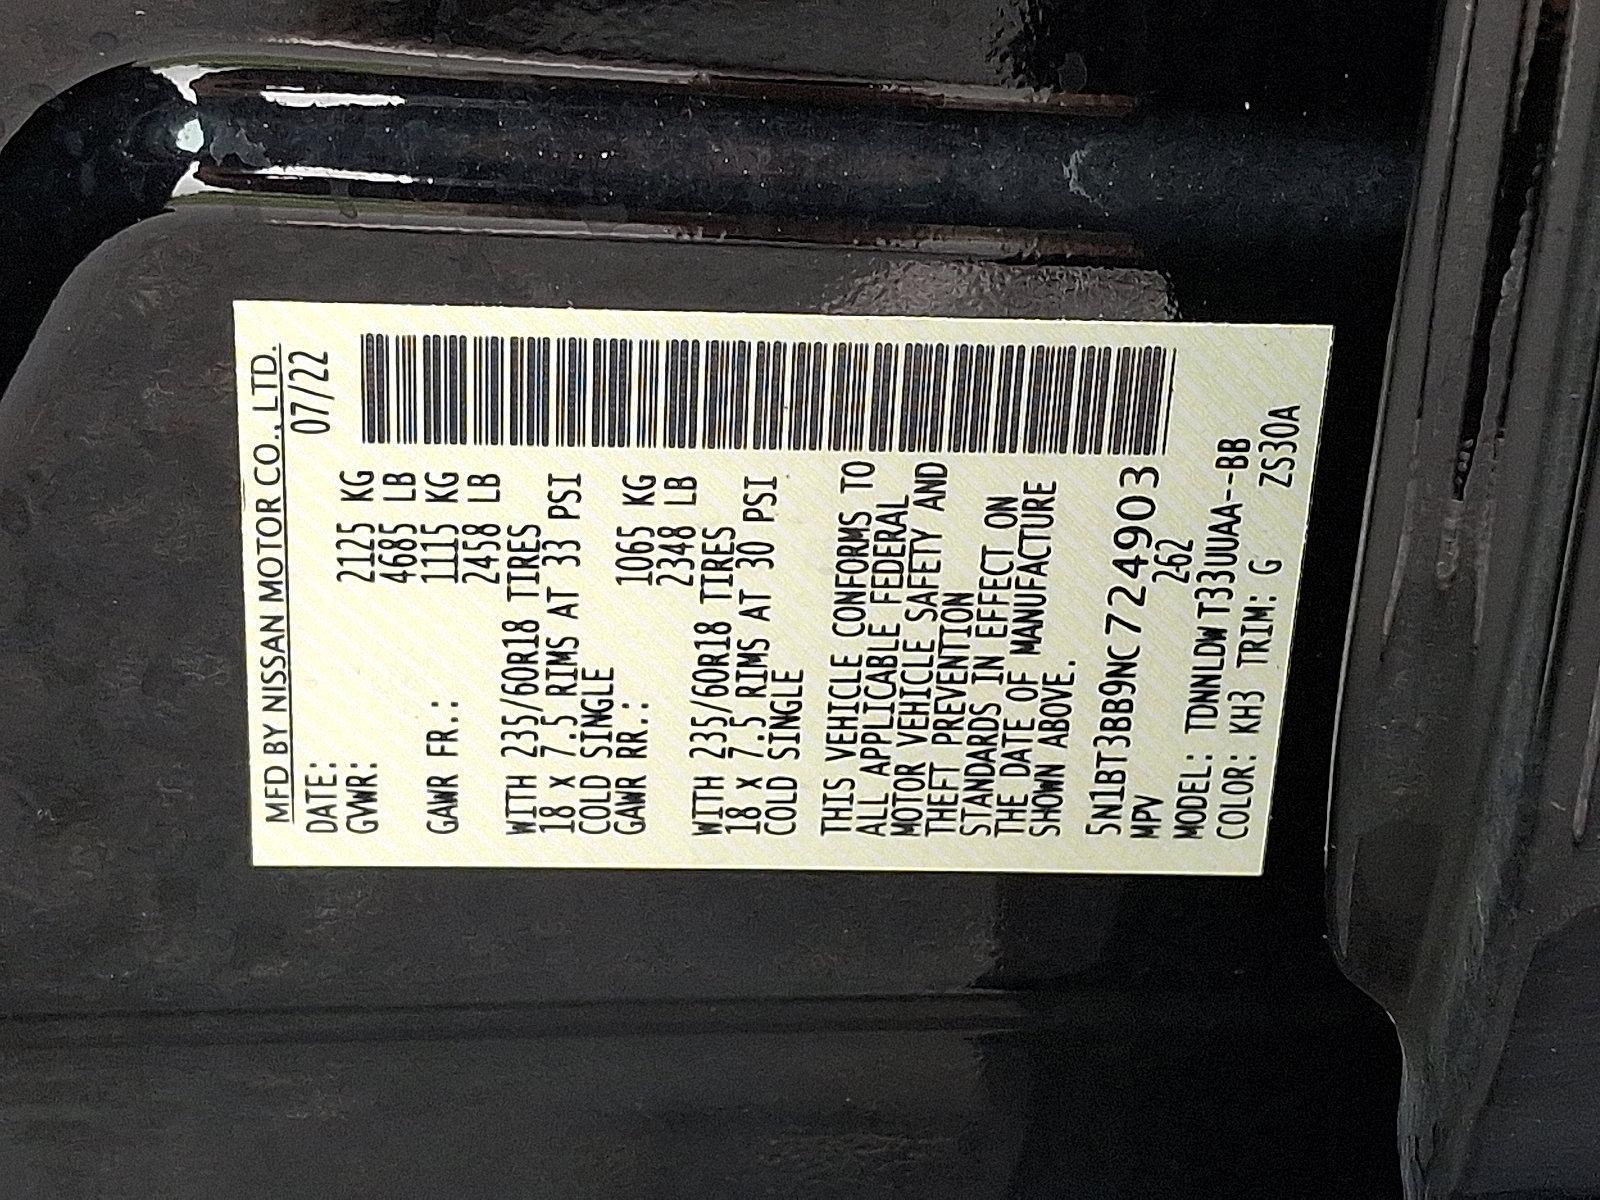 MFD BY NISSAN MOTOR CO., LTD.
DATE: 07/22
GVWR: 2125 KG
4685 LB
GAWR FR.: 1115 KG
2458 LB
WITH 235/60R18 TIRES
18 X 7.5 RIMS AT 33 PSI
COLD SINGLE
GAWR RR.: 1065 KG
2348 LB
WITH 235/60R18 TIRES
18 X 7.5 RIMS AT 30 PSI
COLD SINGLE
THIS VEHICLE CONFORMS TO
ALL APPLICABLE FEDERAL
MOTOR VEHICLE SAFETY AND
THEFT PREVENTION
STANDARDS IN EFFECT ON
THE DATE OF MANUFACTURE
SHOWN ABOVE.
5N1BT3BB9NC724903
MPV 262
MODEL: TDNNLDWT33UUAA--BB
COLOR: KH3 TRIM: G ZS30A